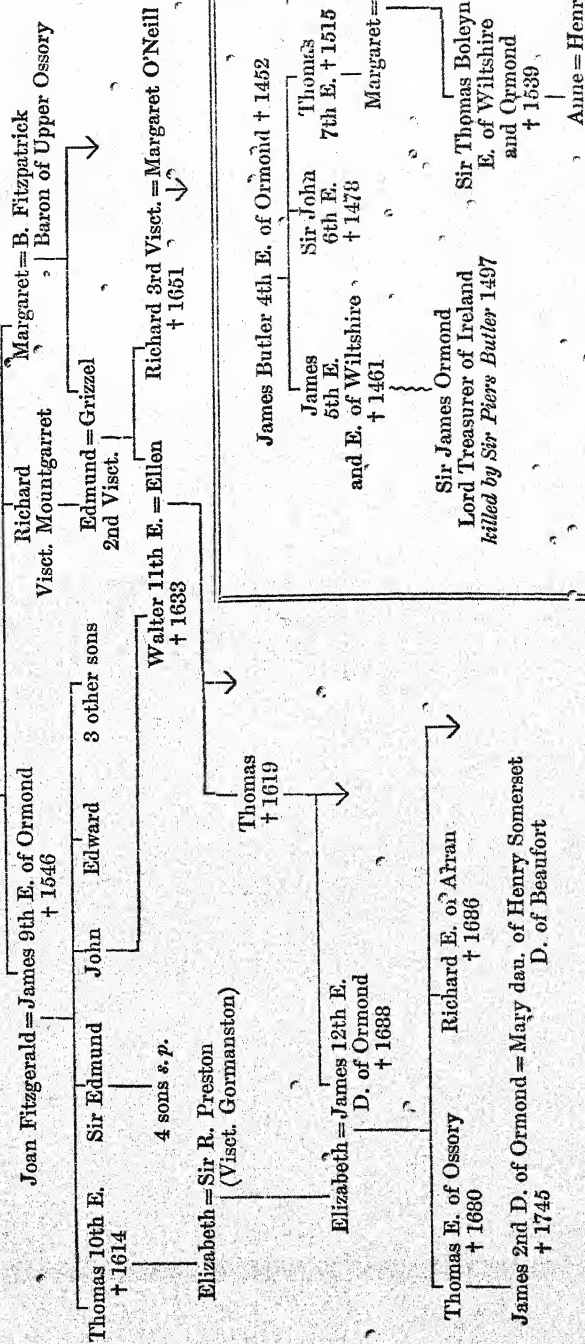 Joan Fitzgerald = James 9th E. of Ormond
† 1546
Richard
Visct. Mountgarret
Margaret = B. Fitzpatrick
Baron of Upper Ossory
Thomas 10th E.
† 1614
Sir Edmund
John
Edward
3 other sons
Edmund = Grizzel
2nd Visct.
4 sons s.p.
Walter 11th E. = Ellen
† 1633
Richard 3rd Visct. = Margaret O'Neill
† 1651
Elizabeth = Sir R. Preston
(Visct. Gormanston)
Thomas
† 1619
Elizabeth = James 12th E.
D. of Ormond
† 1688
Thomas E. of Ossory
† 1680
Richard E. of Arran
† 1686
James 2nd D. of Ormond = Mary dau. of Henry Somerset
† 1745
D. of Beaufort
James Butler 4th E. of Ormond † 1452
James
5th E.
and E. of Wiltshire
† 1461
Sir John
6th E.
† 1478
Thomas
7th E. † 1515
Sir James Ormond
Lord Treasurer of Ireland
killed by Sir Piers Butler 1497
Margaret =
Sir Thomas Boleyn
E. of Wiltshire
and Ormond
† 1539
Anne = Henr